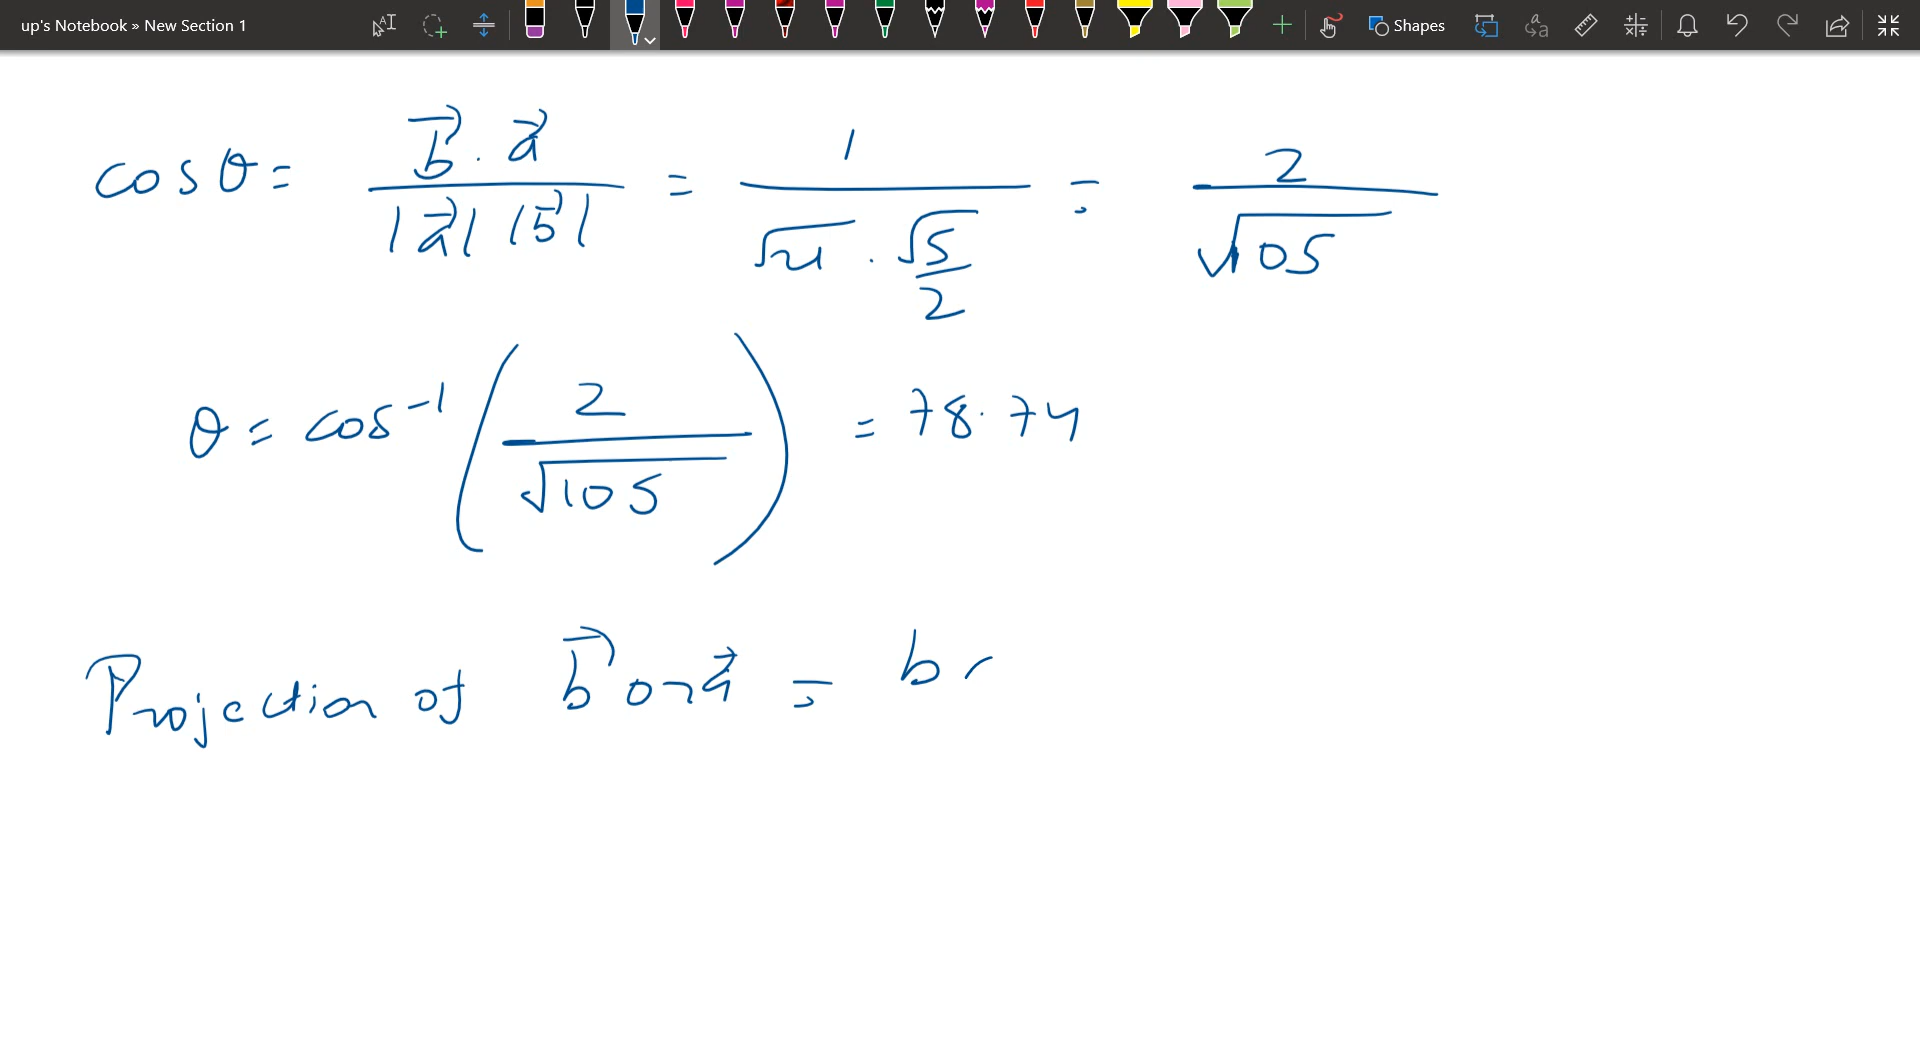 up's Notebook » New Section 1 Shapes
cos θ = b⃗ . a⃗ / |a⃗| |b⃗| = 1 / √21 . √5/2 = 2 / √105
θ = cos⁻¹ ( 2 / √105 ) = 78.74
Projection of b⃗ on a⃗ = b